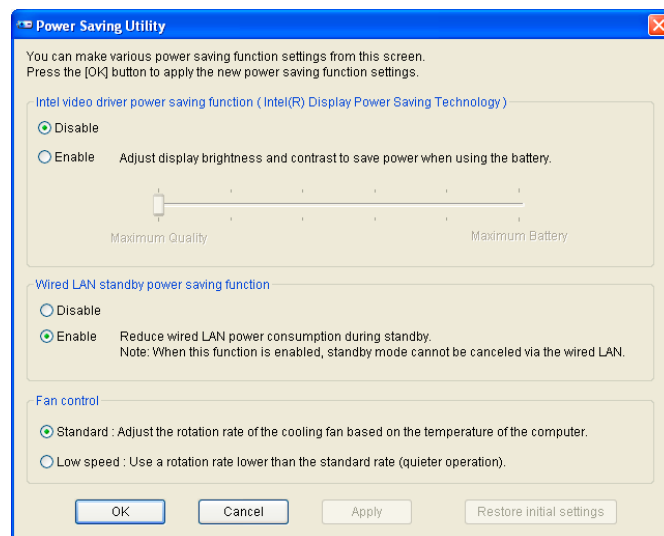 Power Saving Utility
You can make various power saving function settings from this screen.
Press the [OK] button to apply the new power saving function settings.
Intel video driver power saving function ( Intel(R) Display Power Saving Technology )
Disable
Enable Adjust display brightness and contrast to save power when using the battery.
Maximum Quality Maximum Battery
Wired LAN standby power saving function
Disable
Enable Reduce wired LAN power consumption during standby.
Note: When this function is enabled, standby mode cannot be canceled via the wired LAN.
Fan control
Standard : Adjust the rotation rate of the cooling fan based on the temperature of the computer.
Low speed : Use a rotation rate lower than the standard rate (quieter operation).
OK Cancel Apply Restore initial settings